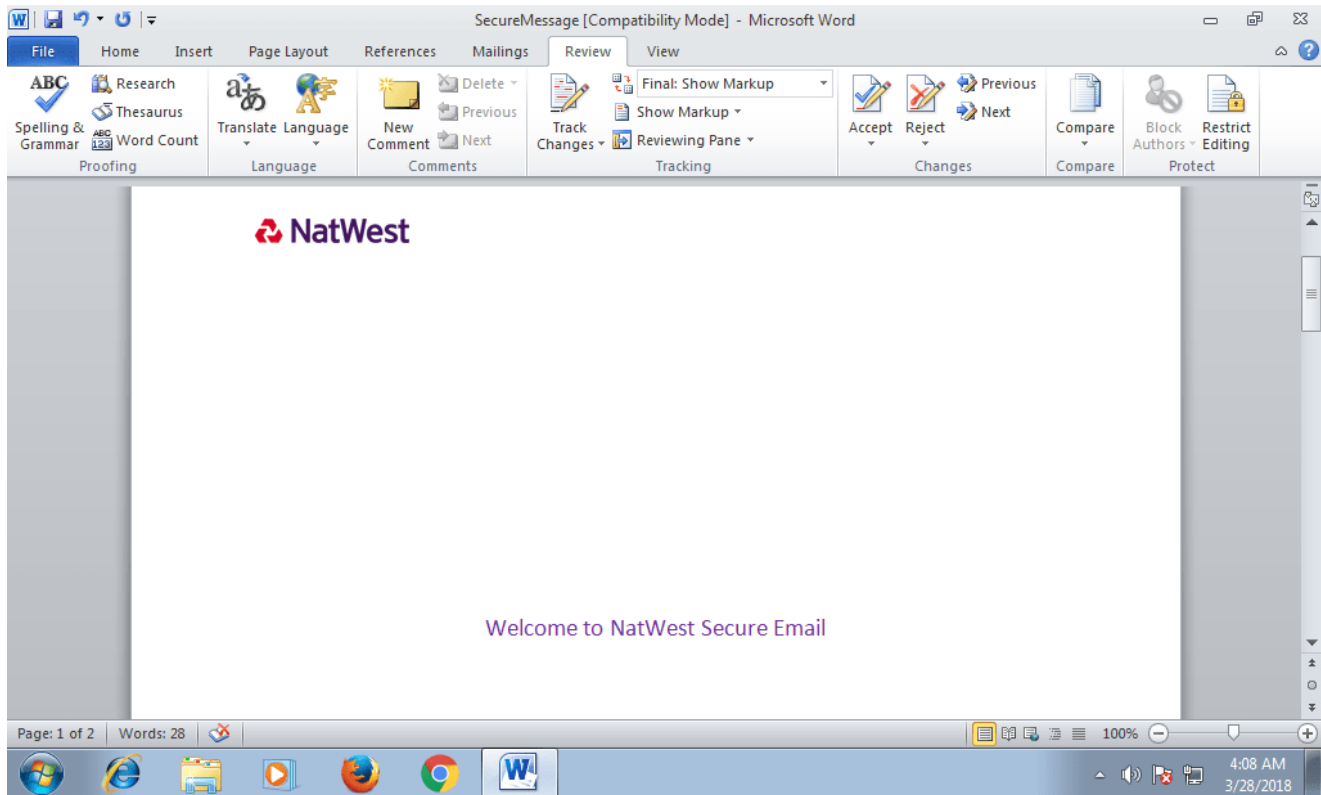 SecureMessage [Compatibility Mode] - Microsoft Word
File Home Insert Page Layout References Mailings Review View
ABC Spelling & Grammar
Research
Thesaurus
ABC 123 Word Count
Proofing
Translate Language
Language
New Comment
Delete
Previous
Next
Comments
Track Changes
Final: Show Markup
Show Markup
Reviewing Pane
Tracking
Accept Reject
Previous
Next
Changes
Compare
Compare
Block Authors
Restrict Editing
Protect
NatWest
Welcome to NatWest Secure Email
Page: 1 of 2 Words: 28 100%
4:08 AM
3/28/2018